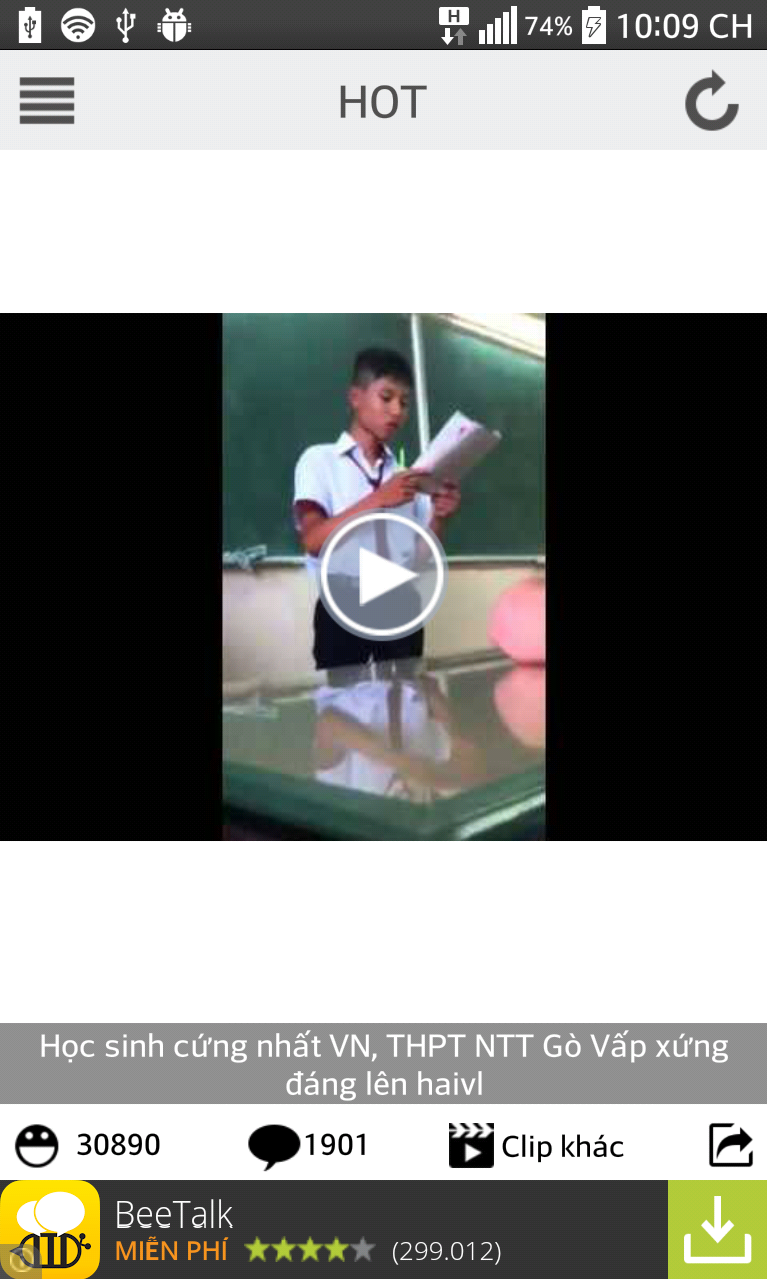 H 74% 10:09 CH
HOT
Học sinh cứng nhất VN, THPT NTT Gò Vấp xứng
đáng lên haivl
30890 1901 Clip khác
BeeTalk
MIỄN PHÍ (299.012)